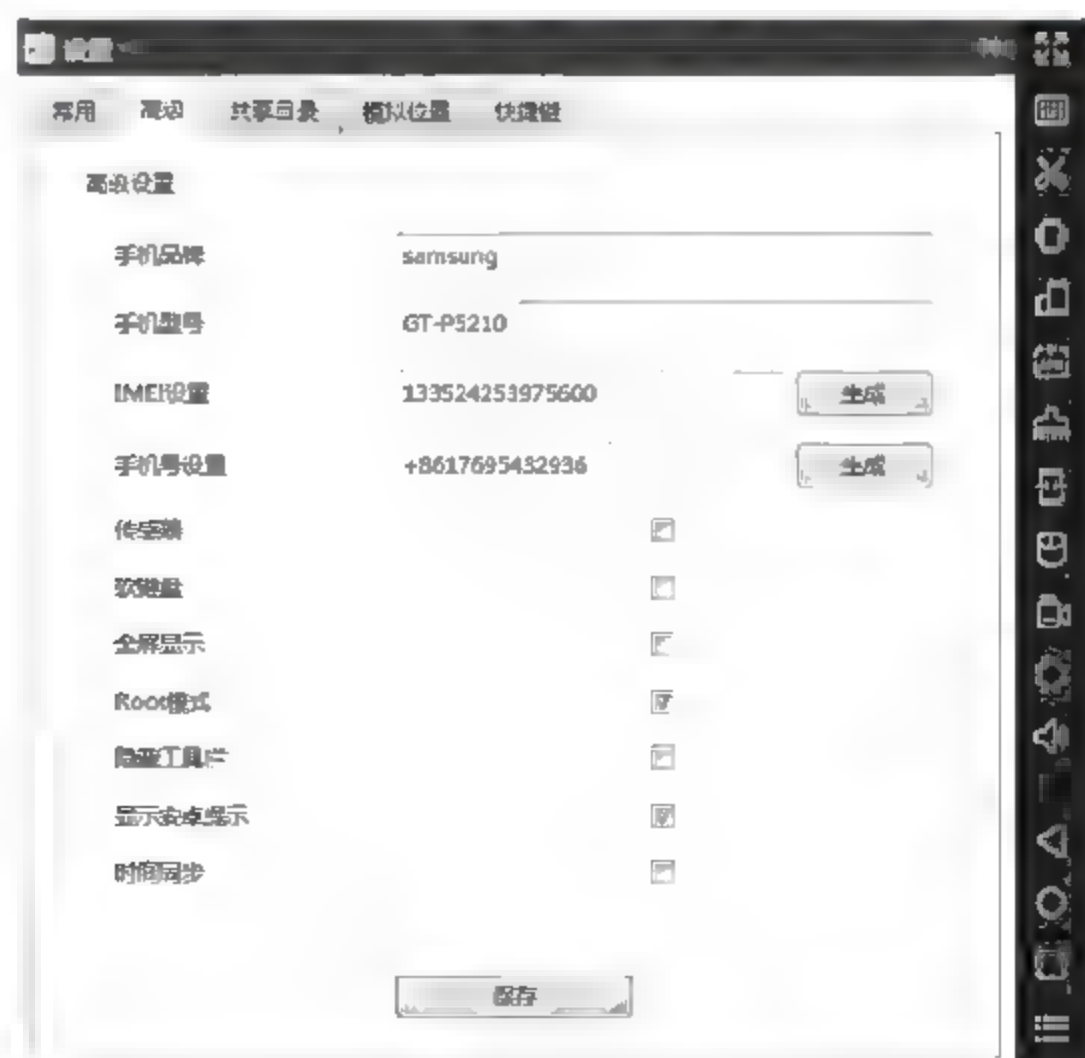 设置
常用 高级 共享目录 模拟位置 快捷键
高级设置
手机品牌 samsung
手机型号 GT-P5210
IMEI设置 133524253975600 生成
手机号设置 +8617695432936 生成
传感器
软键盘
全屏显示
Root模式
隐藏工具栏
显示安卓提示
时间同步
保存